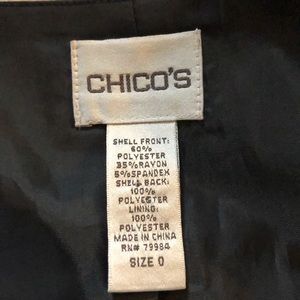 CHICO'S
SHELL FRONT:
60%
POLYESTER
35%RAYON
5%SPANDEX
SHELL BACK:
100%
POLYESTER
LINING:
100%
POLYESTER
MADE IN CHINA
RN# 79984
SIZE 0